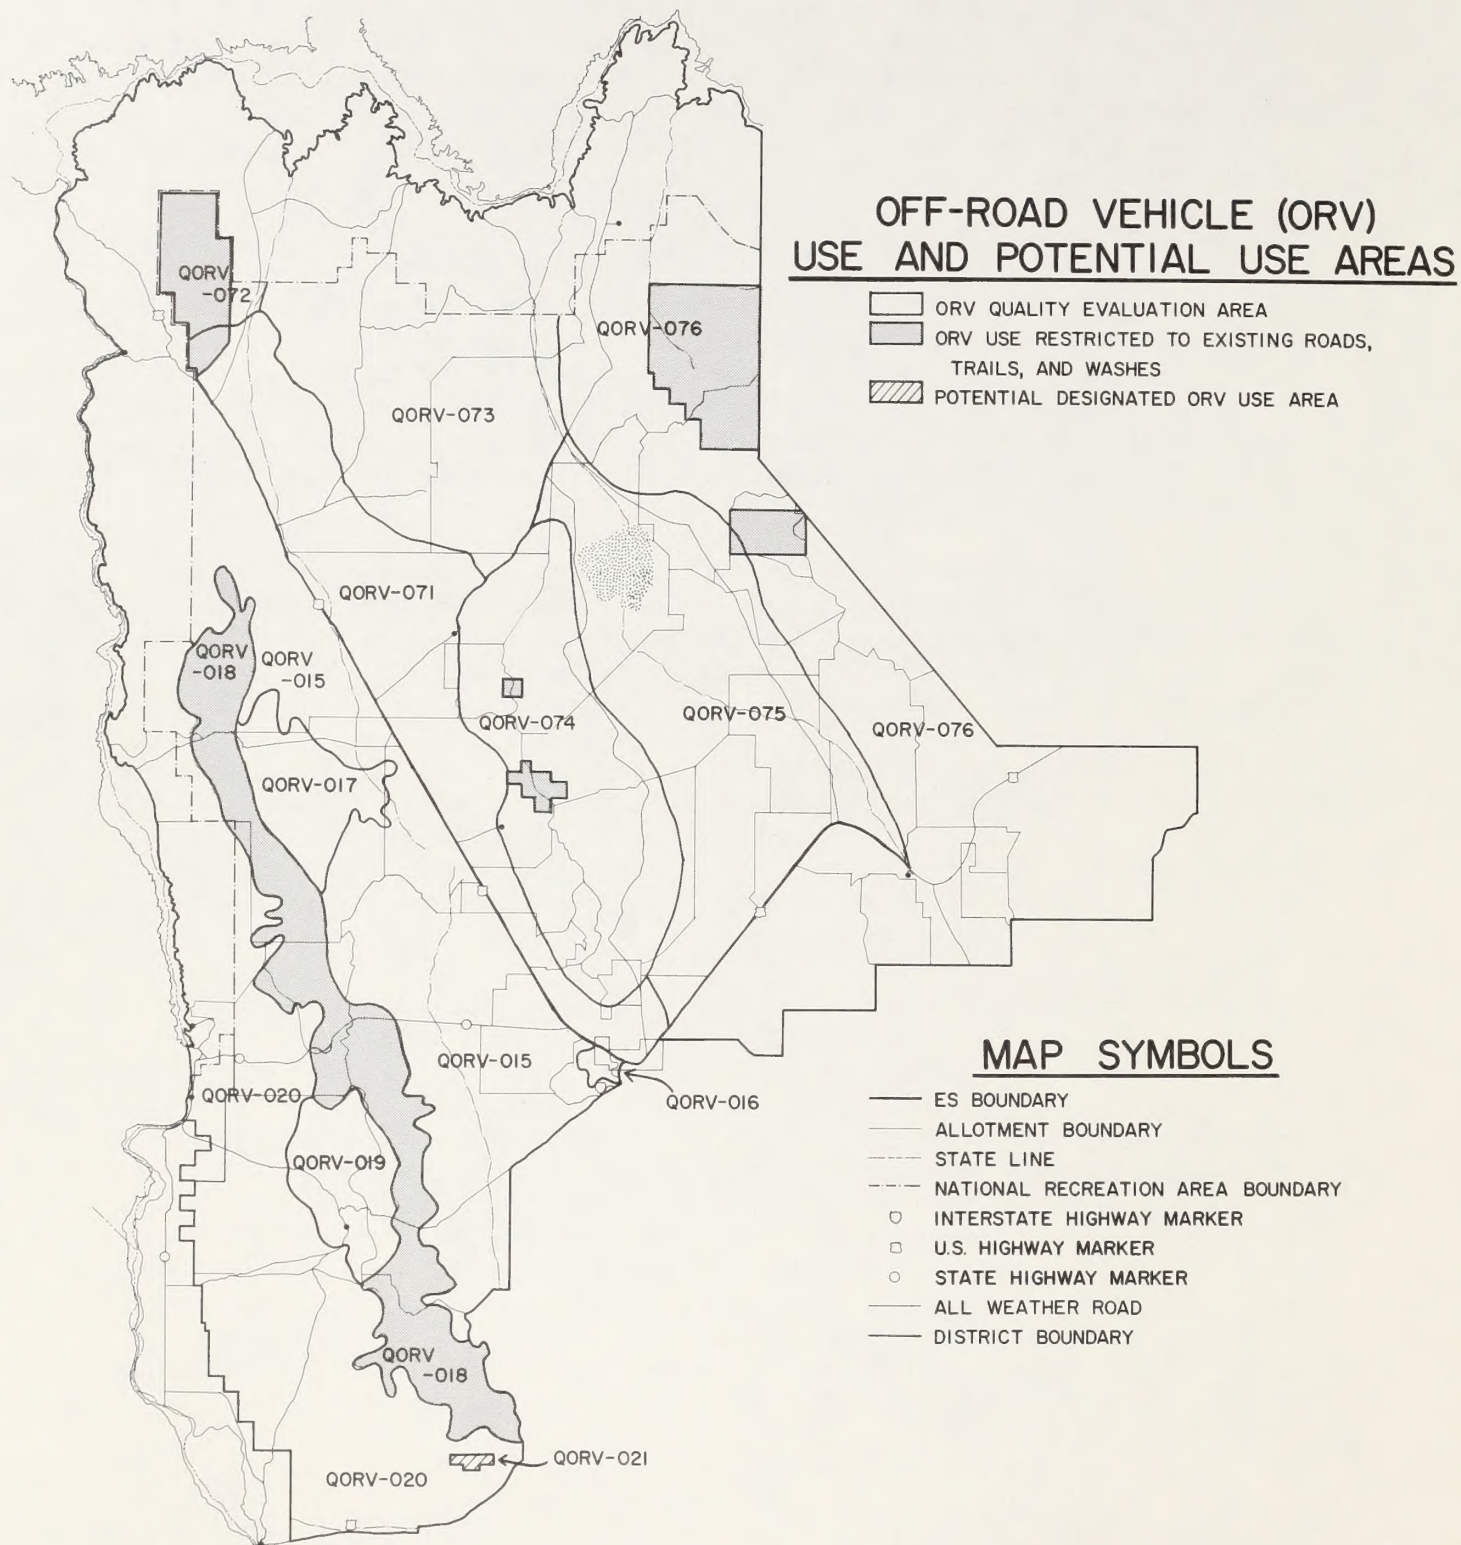 OFF-ROAD VEHICLE (ORV)
USE AND POTENTIAL USE AREAS
ORV QUALITY EVALUATION AREA
ORV USE RESTRICTED TO EXISTING ROADS,
TRAILS, AND WASHES
POTENTIAL DESIGNATED ORV USE AREA
QORV
-072
QORV-076
QORV-073
QORV-071
QORV
-018
QORV
-015
QORV-074
QORV-075
QORV-076
QORV-017
QORV-015
QORV-016
QORV-020
QORV-019
QORV
-018
QORV-021
QORV-020
MAP SYMBOLS
ES BOUNDARY
ALLOTMENT BOUNDARY
STATE LINE
NATIONAL RECREATION AREA BOUNDARY
INTERSTATE HIGHWAY MARKER
U.S. HIGHWAY MARKER
STATE HIGHWAY MARKER
ALL WEATHER ROAD
DISTRICT BOUNDARY